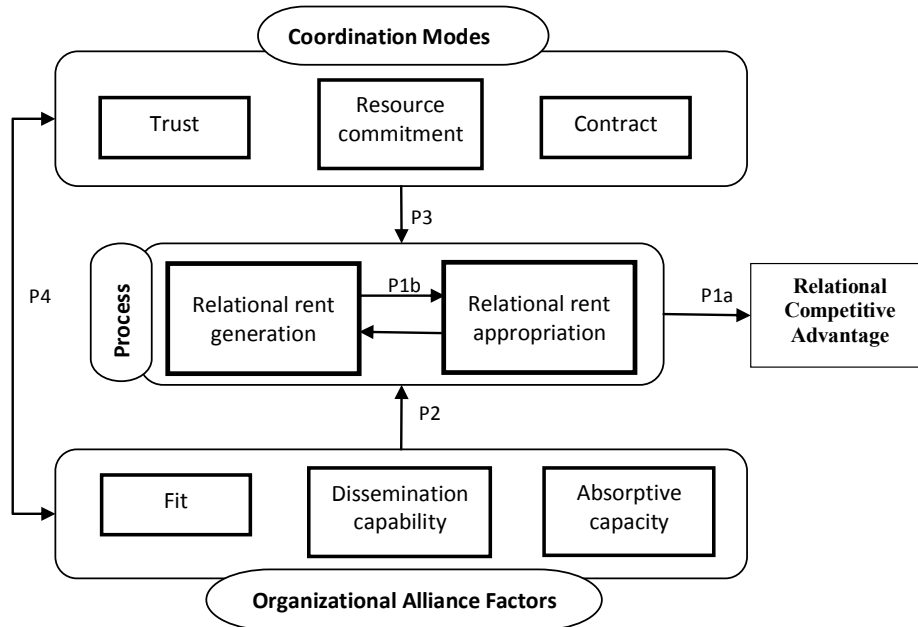 Coordination Modes
Trust
Resource
commitment
Contract
P3
P4
Process
Relational rent
generation
P1b
Relational rent
appropriation
P1a
Relational
Competitive
Advantage
P2
Fit
Dissemination
capability
Absorptive
capacity
Organizational Alliance Factors